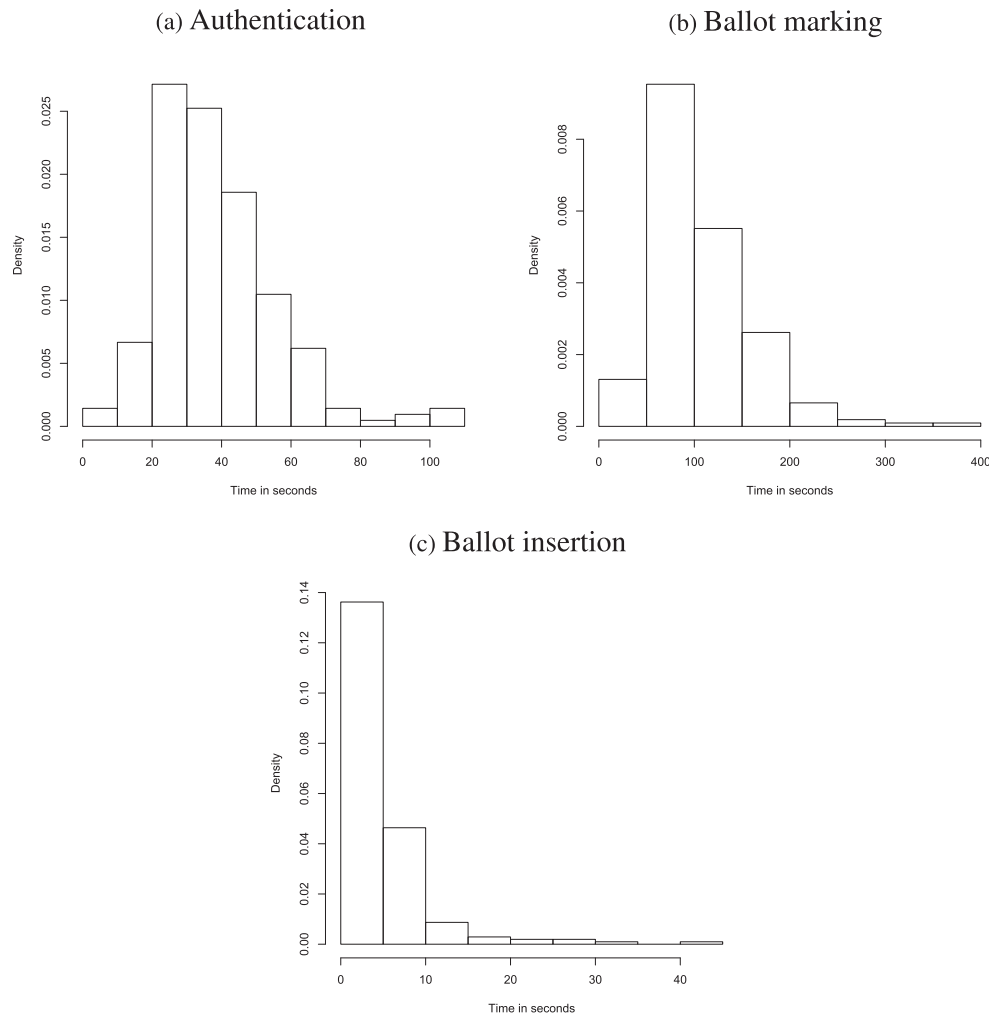 (a) Authentication
Density
0.000 0.005 0.010 0.015 0.020 0.025
0 20 40 60 80 100
Time in seconds
(b) Ballot marking
Density
0.000 0.002 0.004 0.006 0.008
0 100 200 300 400
Time in seconds
(c) Ballot insertion
Density
0.00 0.02 0.04 0.06 0.08 0.10 0.12 0.14
0 10 20 30 40
Time in seconds